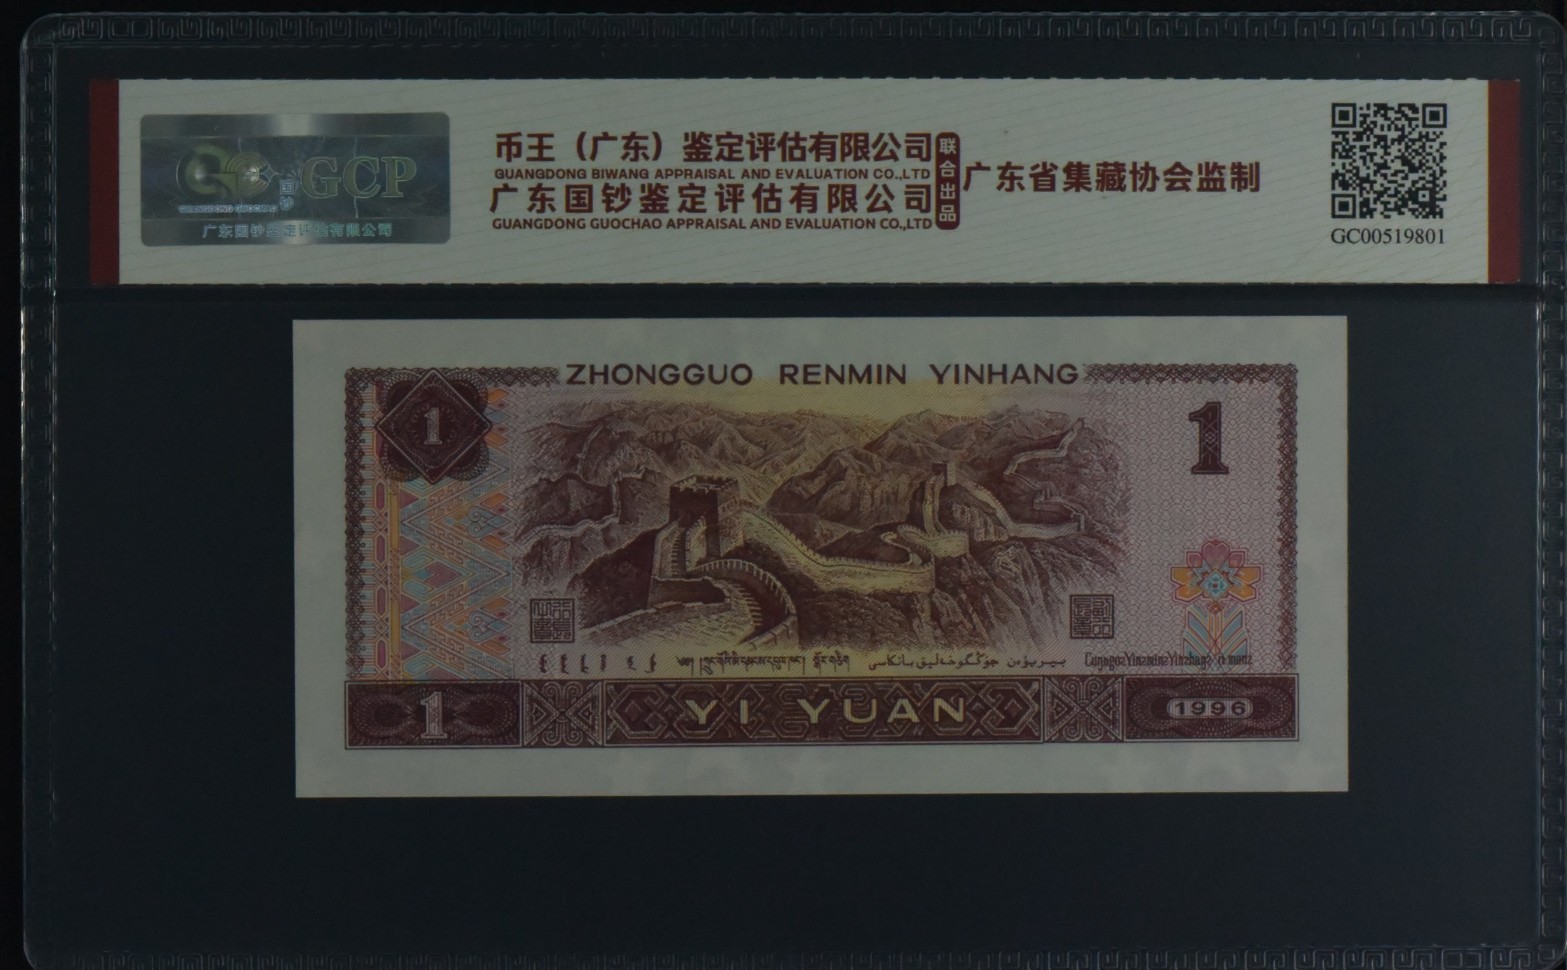 GCP
国钞
广东国钞鉴定评估有限公司
币王（广东）鉴定评估有限公司
GUANGDONG BIWANG APPRAISAL AND EVALUATION CO.,LTD
广东国钞鉴定评估有限公司
GUANGDONG GUOCHAO APPRAISAL AND EVALUATION CO.,LTD
联合出品
广东省集藏协会监制
GC00519801
ZHONGGUO RENMIN YINHANG
1
1
1
YI YUAN
1996